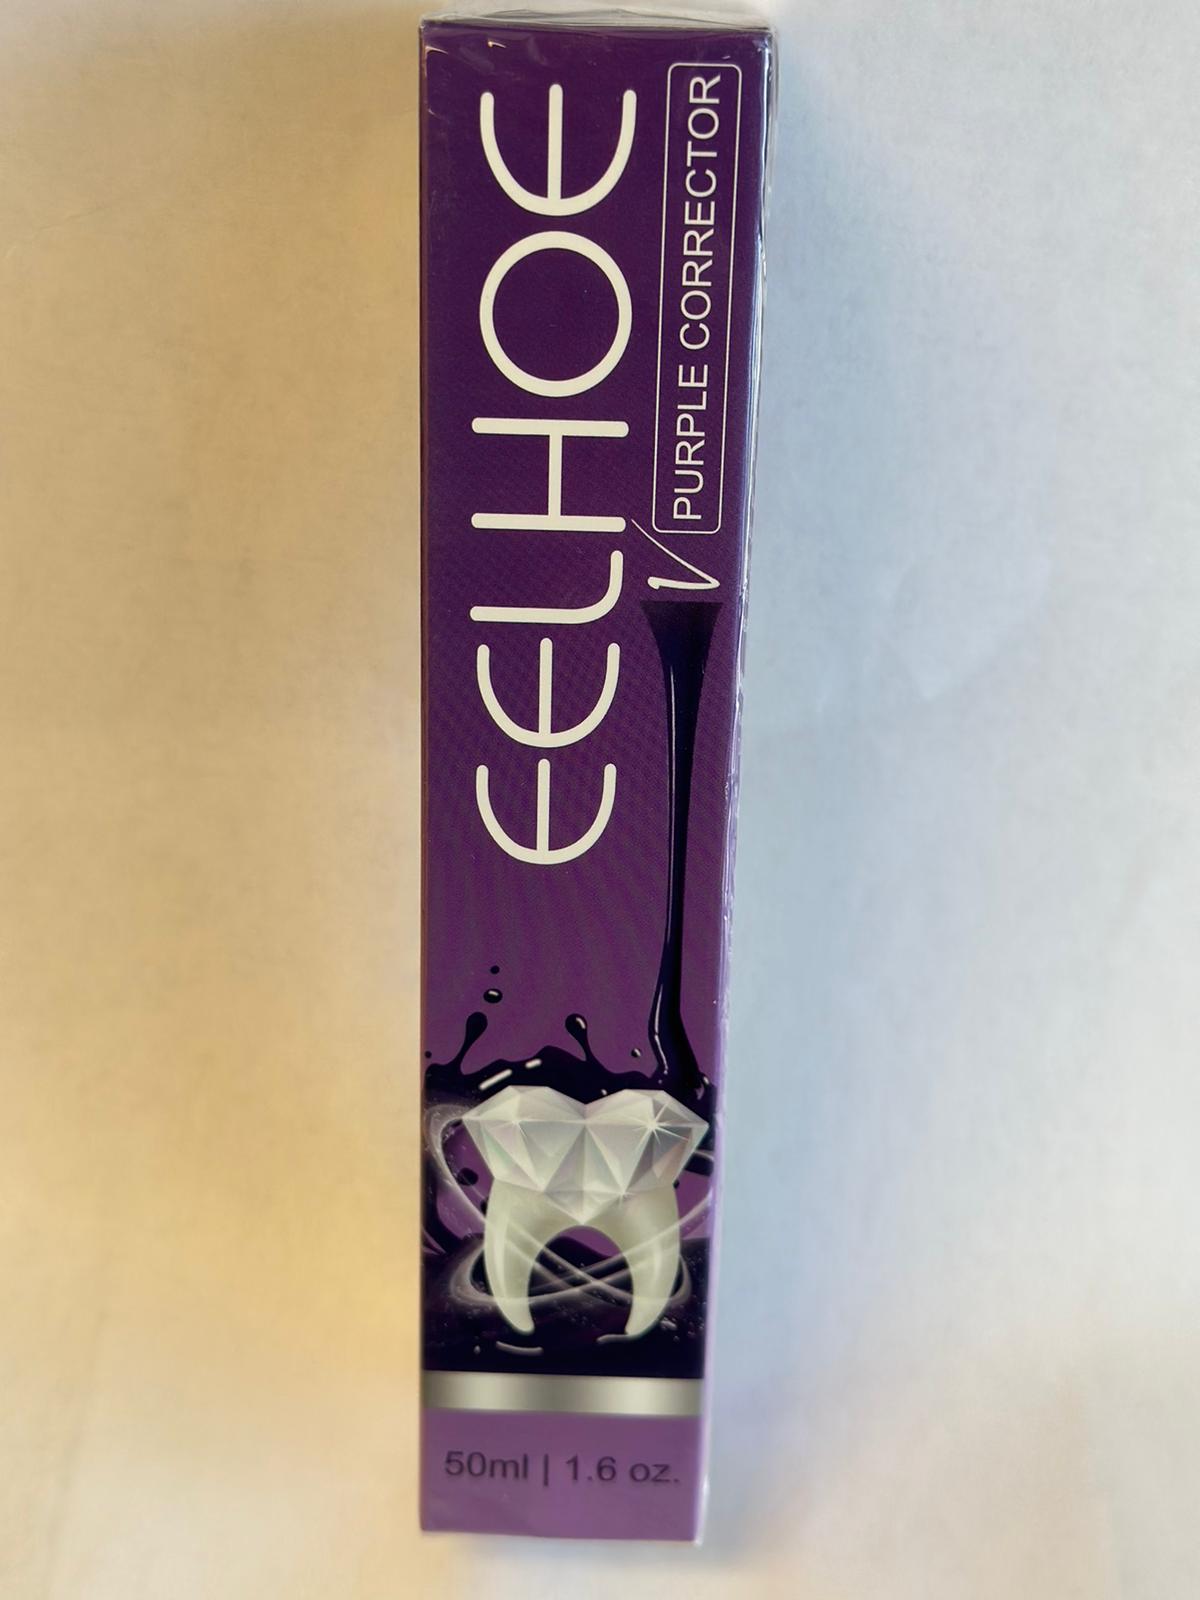 EELHOE
V PURPLE CORRECTOR
50ml | 1.6 oz.